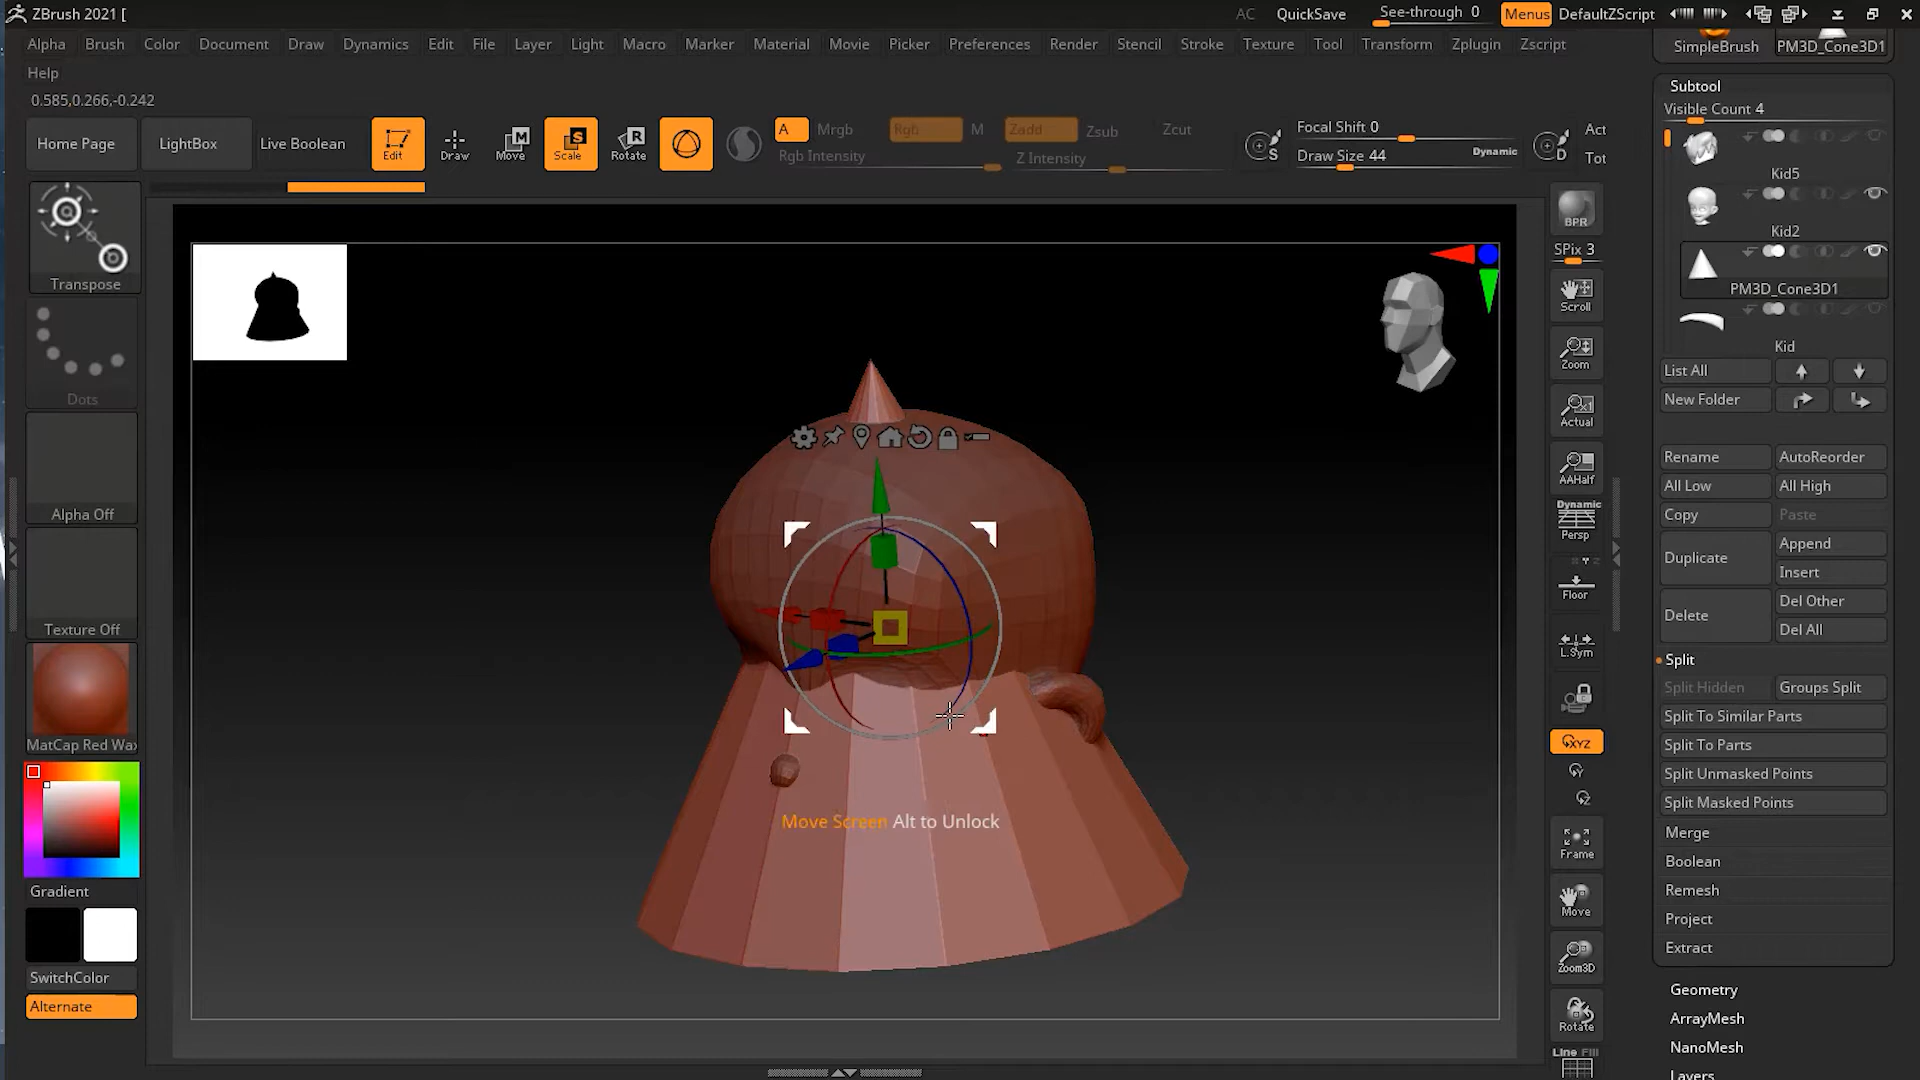 ZBrush 2021 [
AC QuickSave See-through 0 Menus DefaultZScript
Alpha Brush Color Document Draw Dynamics Edit File Layer Light Macro Marker Material Movie Picker Preferences Render Stencil Stroke Texture Tool Transform Zplugin Zscript
Help
0.585,0.266,-0.242
Home Page LightBox Live Boolean Edit Draw Move Scale Rotate
M S R
A Mrgb Rgb M Zadd Zsub Zcut
Rgb Intensity Z Intensity
S Focal Shift 0
Draw Size 44 Dynamic
D Act
Tot
SimpleBrush PM3D_Cone3D1
Subtool
Visible Count 4
Kid5
Kid2
PM3D_Cone3D1
Kid
List All
New Folder
Rename AutoReorder
All Low All High
Copy Paste
Duplicate Append
Insert
Delete Del Other
Del All
Split
Split Hidden Groups Split
Split To Similar Parts
Split To Parts
Split Unmasked Points
Split Masked Points
Merge
Boolean
Remesh
Project
Extract
Geometry
ArrayMesh
NanoMesh
Layers
Transpose
Dots
Alpha Off
Texture Off
MatCap Red Wax
Gradient
SwitchColor
Alternate
Move Screen Alt to Unlock
BPR
SPix 3
Scroll
Zoom
Actual
AAHalf
Dynamic
Persp
Floor
L.Sym
XYZ
Y
Z
Frame
Move
Zoom3D
Rotate
Line Fill